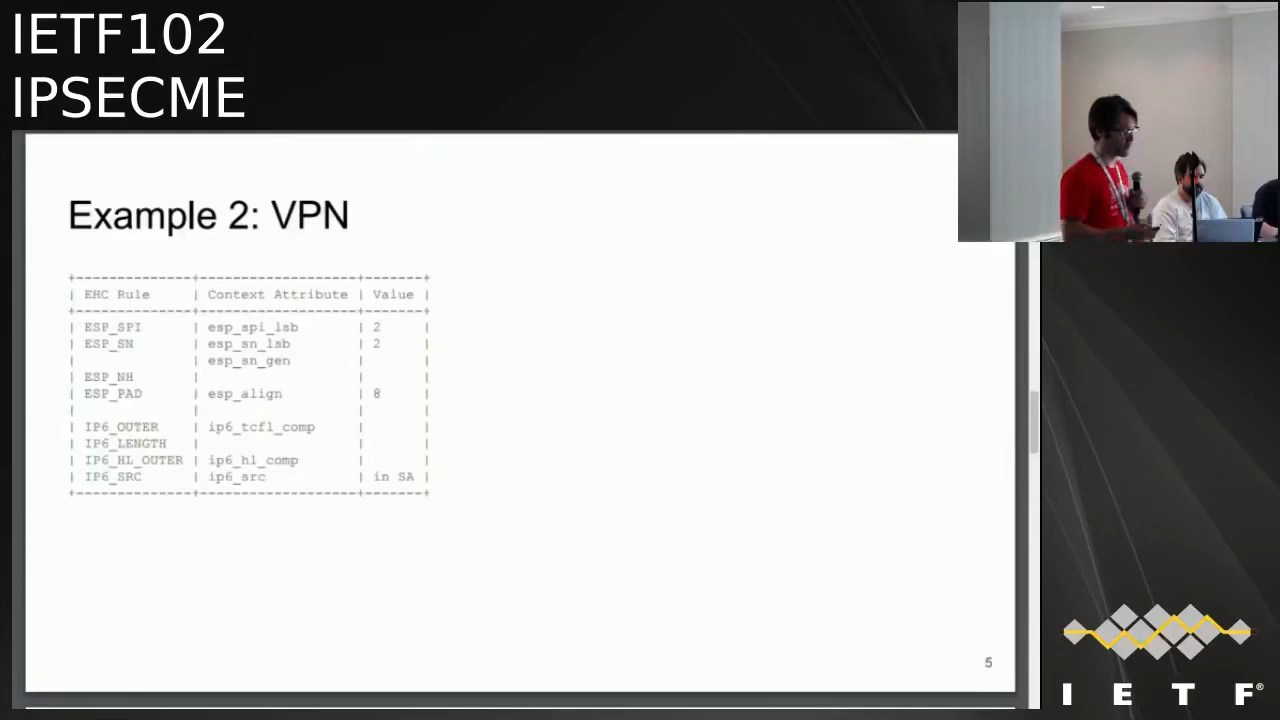 IETF102
IPSECME
Example 2: VPN
+--------------+-------------------+-------+
| EHC Rule | Context Attribute | Value |
+--------------+-------------------+-------+
| ESP_SPI | esp_spi_lsb | 2 |
| ESP_SN | esp_sn_lsb | 2 |
| | esp_sn_gen | |
| ESP_NH | | |
| ESP_PAD | esp_align | 8 |
| | | |
| IP6_OUTER | ip6_tcfl_comp | |
| IP6_LENGTH | | |
| IP6_HL_OUTER | ip6_hl_comp | |
| IP6_SRC | ip6_src | in SA |
+--------------+-------------------+-------+
5
I E T F®